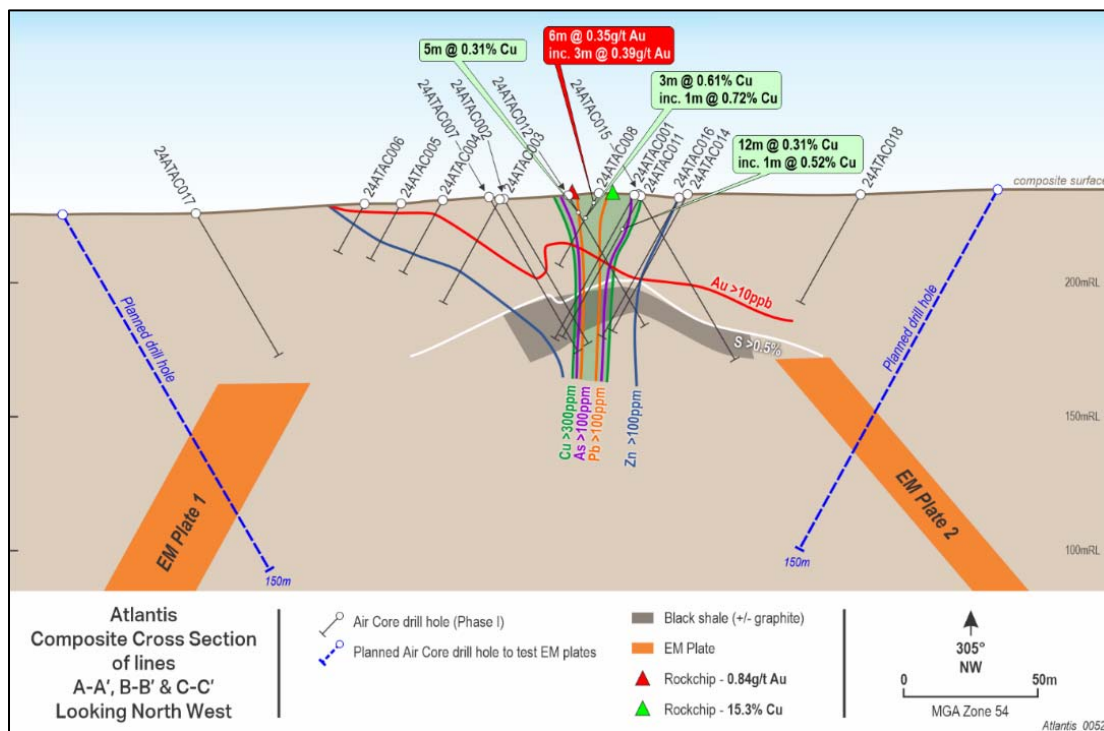 6m @ 0.35g/t Au
inc. 3m @ 0.39g/t Au
5m @ 0.31% Cu
3m @ 0.61% Cu
inc. 1m @ 0.72% Cu
12m @ 0.31% Cu
inc. 1m @ 0.52% Cu
24ATAC017
24ATAC006
24ATAC005
24ATAC004
24ATAC007
24ATAC002
24ATAC003
24ATAC012
24ATAC015
24ATAC008
24ATAC001
24ATAC011
24ATAC016
24ATAC014
24ATAC018
composite surface
200mRL
150mRL
100mRL
Planned drill hole
150m
Planned drill hole
150m
Au >10ppb
S >0.5%
Cu >300ppm
As >100ppm
Pb >100ppm
Zn >100ppm
EM Plate 1
EM Plate 2
Atlantis
Composite Cross Section
of lines
A-A', B-B' & C-C'
Looking North West
Air Core drill hole (Phase I)
Planned Air Core drill hole to test EM plates
Black shale (+/- graphite)
EM Plate
Rockchip - 0.84g/t Au
Rockchip - 15.3% Cu
305°
NW
0
50m
MGA Zone 54
Atlantis_0052